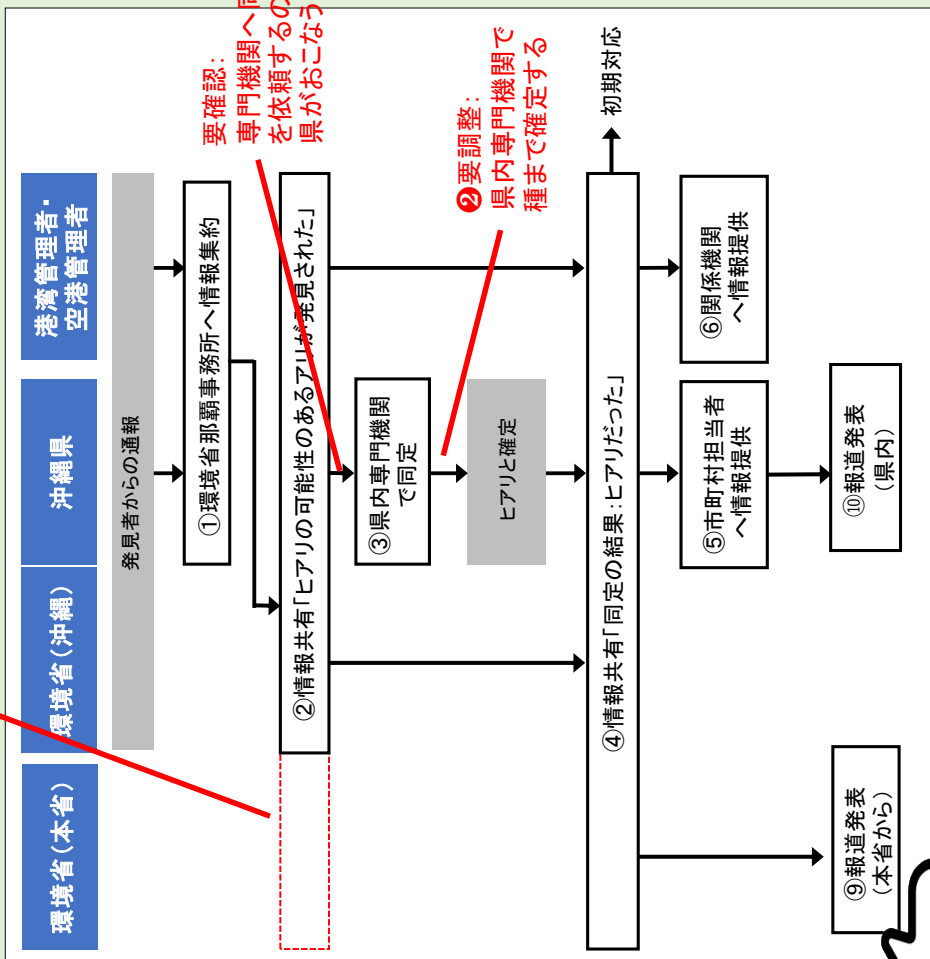 環境省(本省)
環境省(沖縄)
沖縄県
港湾管理者・
空港管理者
発見者からの通報
①環境省那覇事務所へ情報集約
②情報共有「ヒアリの可能性のあるアリが発見された」
要確認:
専門機関へ同
を依頼するの
県がおこなう
③県内専門機関
で同定
❷要調整:
県内専門機関で
種まで確定する
ヒアリと確定
④情報共有「同定の結果:ヒアリだった」
初期対応
⑤市町村担当者
へ情報提供
⑥関係機関
へ情報提供
⑨報道発表
(本省から)
⑩報道発表
(県内)